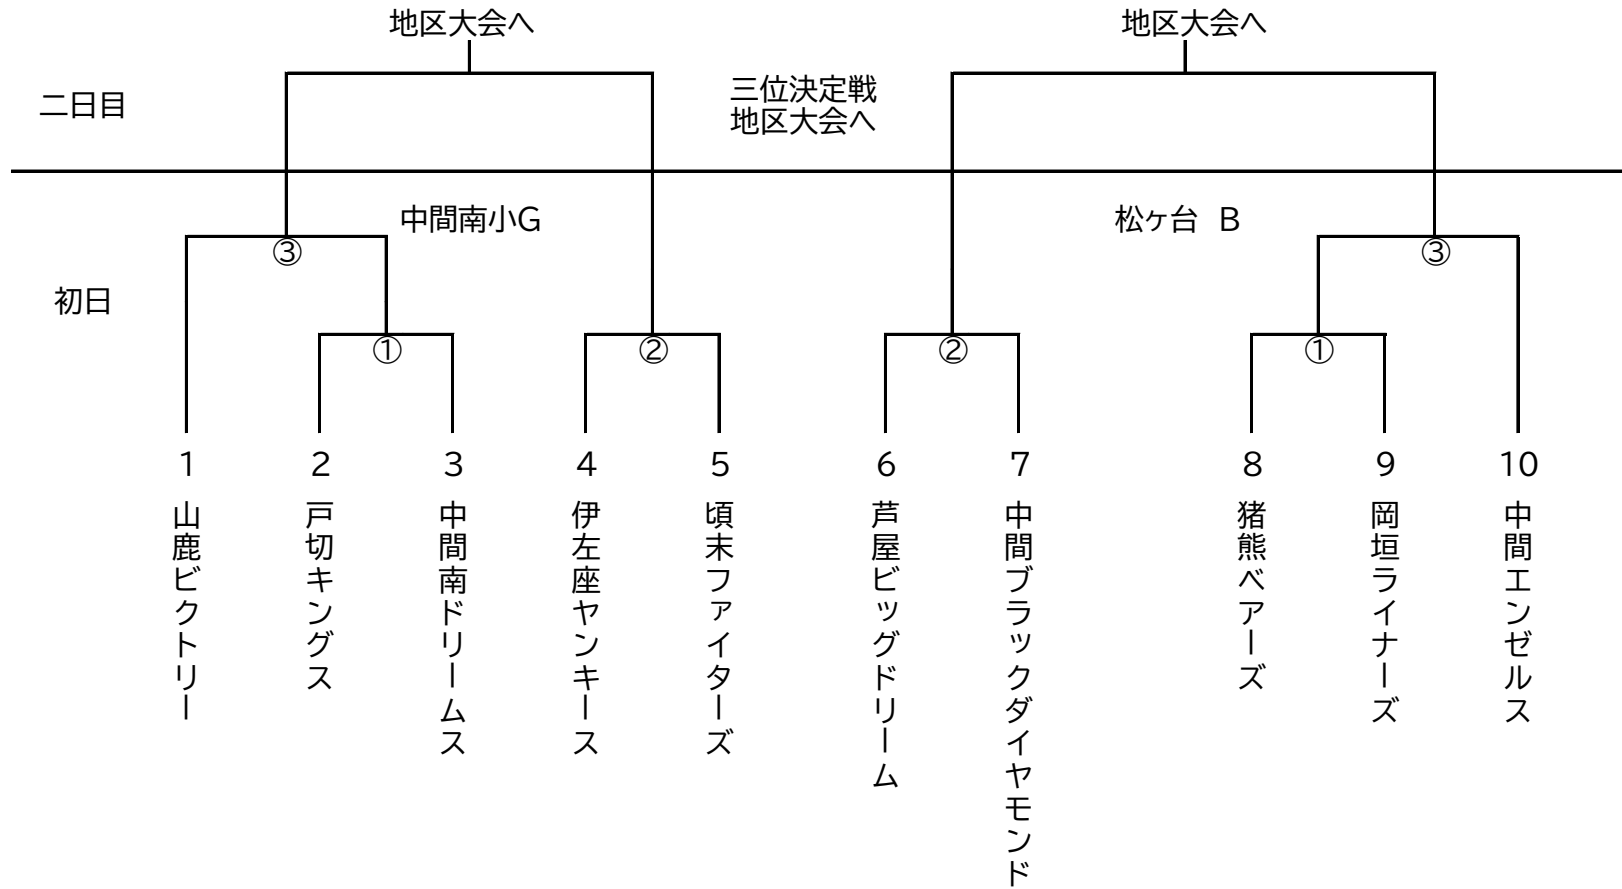 地区大会へ
地区大会へ
二日目
三位決定戦
地区大会へ
中間南小G
松ヶ台 B
③
③
初日
①
②
②
①
1
2
3
4
5
6
7
8
9
10
山鹿ビクトリー
戸切キングス
中間南ドリームス
伊左座ヤンキース
頃末ファイターズ
芦屋ビッグドリーム
中間ブラックダイヤモンド
猪熊ベアーズ
岡垣ライナーズ
中間エンゼルス